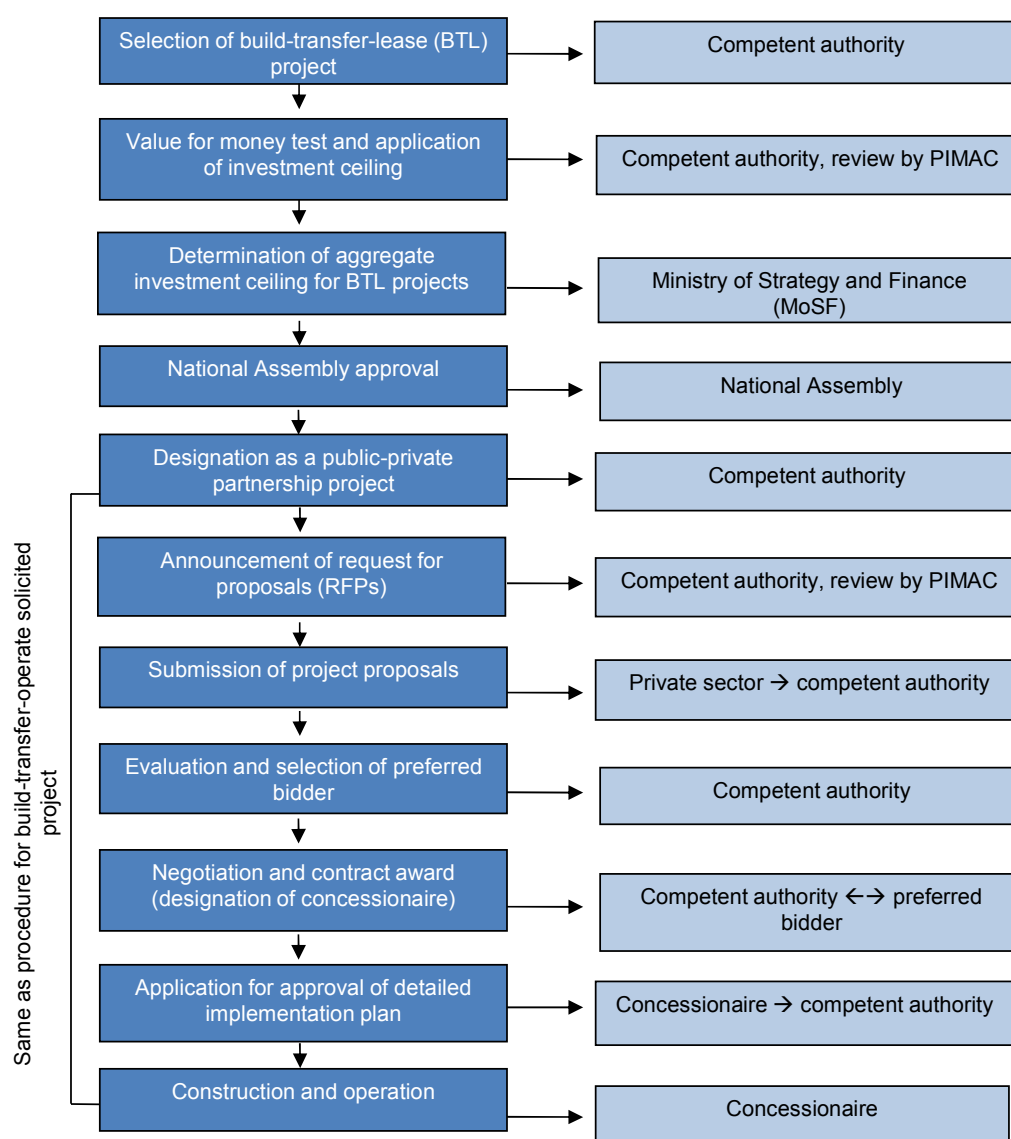 Selection of build-transfer-lease (BTL)
project
Competent authority
Value for money test and application
of investment ceiling
Competent authority, review by PIMAC
Determination of aggregate
investment ceiling for BTL projects
Ministry of Strategy and Finance
(MoSF)
National Assembly approval
National Assembly
Designation as a public-private
partnership project
Competent authority
Announcement of request for
proposals (RFPs)
Competent authority, review by PIMAC
Submission of project proposals
Private sector → competent authority
Evaluation and selection of preferred
bidder
Competent authority
Negotiation and contract award
(designation of concessionaire)
Competent authority ←→ preferred
bidder
Application for approval of detailed
implementation plan
Concessionaire → competent authority
Construction and operation
Concessionaire
Same as procedure for build-transfer-operate solicited
project